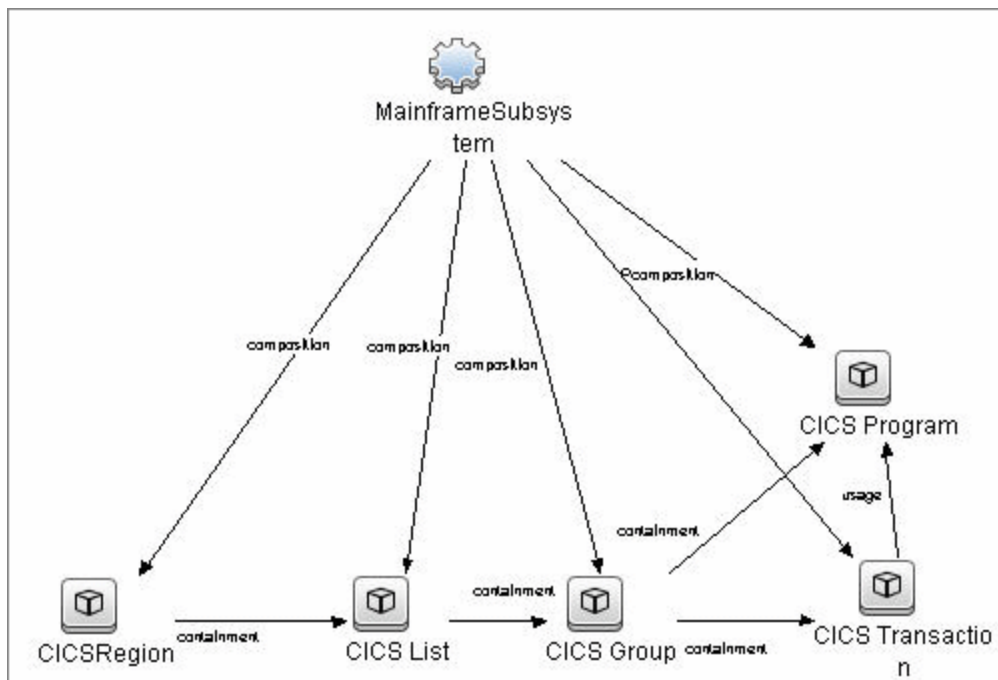 MainframeSubsys
tem
composition
composition
composition
composition
CICS Program
usage
containment
containment
containment
containment
CICSRegion
CICS List
CICS Group
CICS Transactio
n